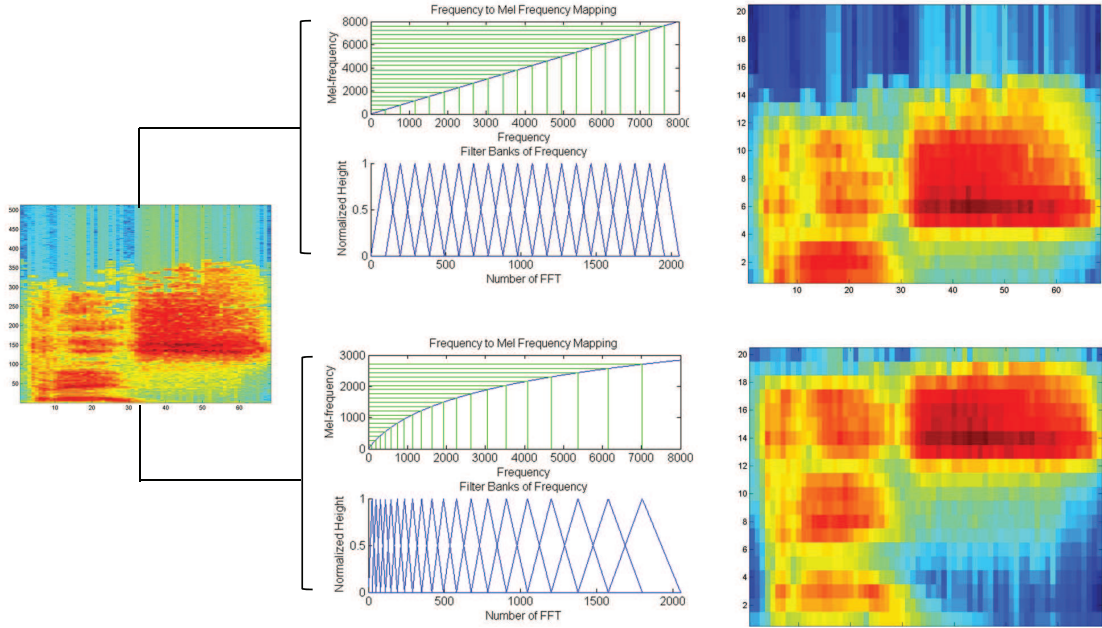 Frequency to Mel Frequency Mapping
8000
6000
4000
2000
0
Mel-frequency
0 1000 2000 3000 4000 5000 6000 7000 8000
Frequency
Filter Banks of Frequency
1
0.5
0
Normalized Height
0 500 1000 1500 2000
Number of FFT
20
18
16
14
12
10
8
6
4
2
10 20 30 40 50 60
500
450
400
350
300
250
200
150
100
50
10 20 30 40 50 60
Frequency to Mel Frequency Mapping
3000
2000
1000
0
Mel-frequency
0 1000 2000 3000 4000 5000 6000 7000 8000
Frequency
Filter Banks of Frequency
1
0.5
0
Normalized Height
0 500 1000 1500 2000
Number of FFT
20
18
16
14
12
10
8
6
4
2